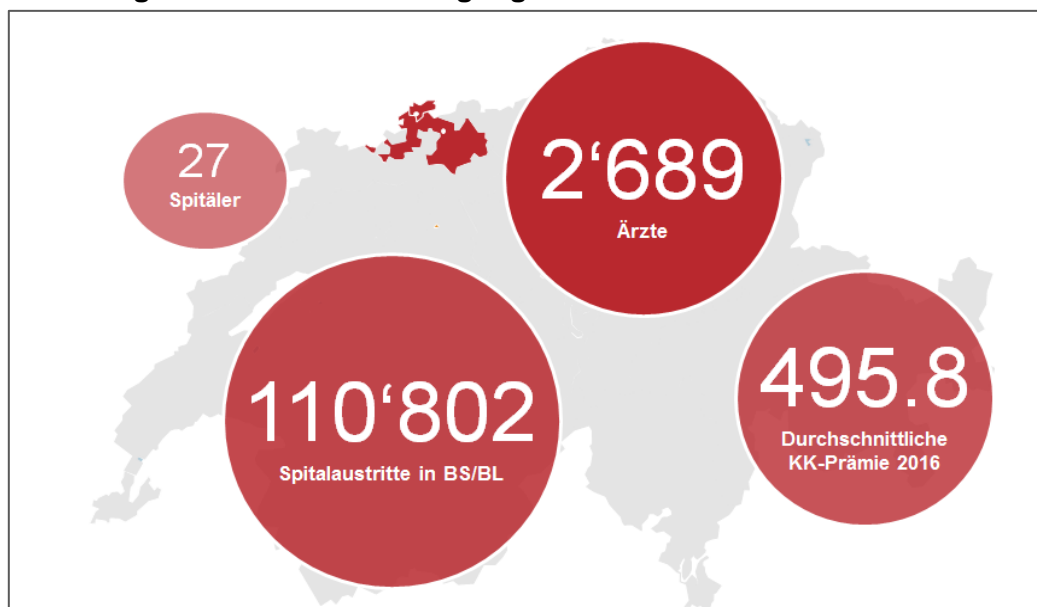 27
Spitäler
2‘689
Ärzte
110‘802
Spitalaustritte in BS/BL
495.8
Durchschnittliche
KK-Prämie 2016